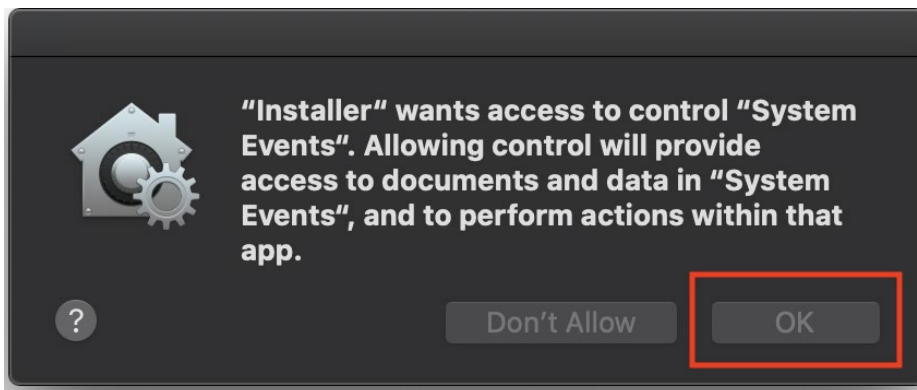 “Installer“ wants access to control “System
Events“. Allowing control will provide
access to documents and data in “System
Events“, and to perform actions within that
app.
?
Don’t Allow
OK